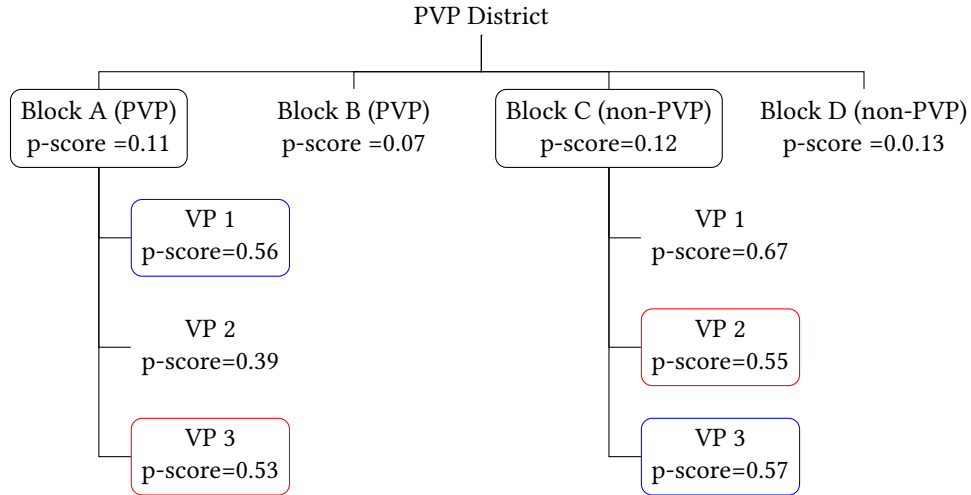 PVP District
Block A (PVP)
p-score =0.11
Block B (PVP)
p-score =0.07
Block C (non-PVP)
p-score=0.12
Block D (non-PVP)
p-score =0.0.13
VP 1
p-score=0.56
VP 2
p-score=0.39
VP 3
p-score=0.53
VP 1
p-score=0.67
VP 2
p-score=0.55
VP 3
p-score=0.57